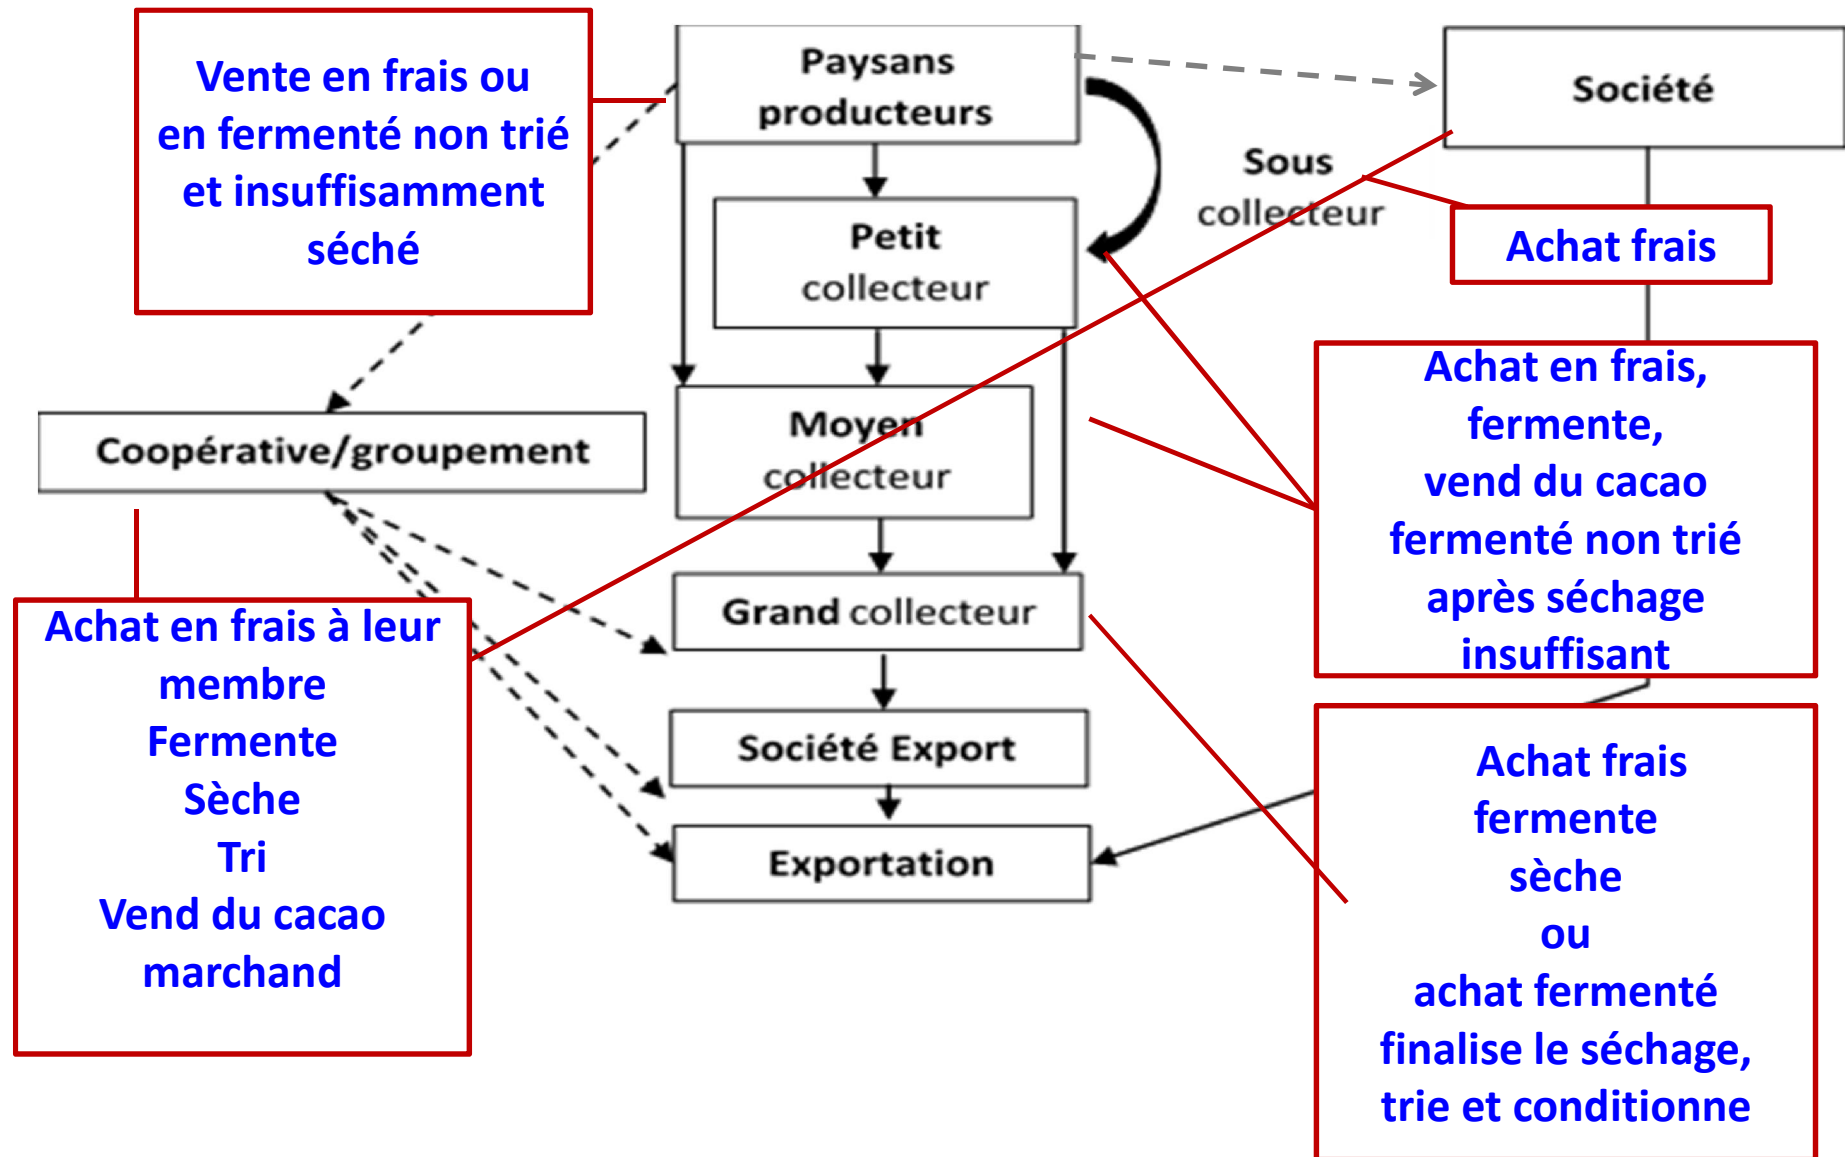 Vente en frais ou
en fermenté non trié
et insuffisamment
séché
Paysans
producteurs
Société
Sous
collecteur
Achat frais
Petit
collecteur
Achat en frais,
fermente,
vend du cacao
fermenté non trié
après séchage
insuffisant
Moyen
collecteur
Coopérative/groupement
Grand collecteur
Achat en frais à leur
membre
Fermente
Sèche
Tri
Vend du cacao
marchand
Société Export
Exportation
Achat frais
fermente
sèche
ou
achat fermenté
finalise le séchage,
trie et conditionne